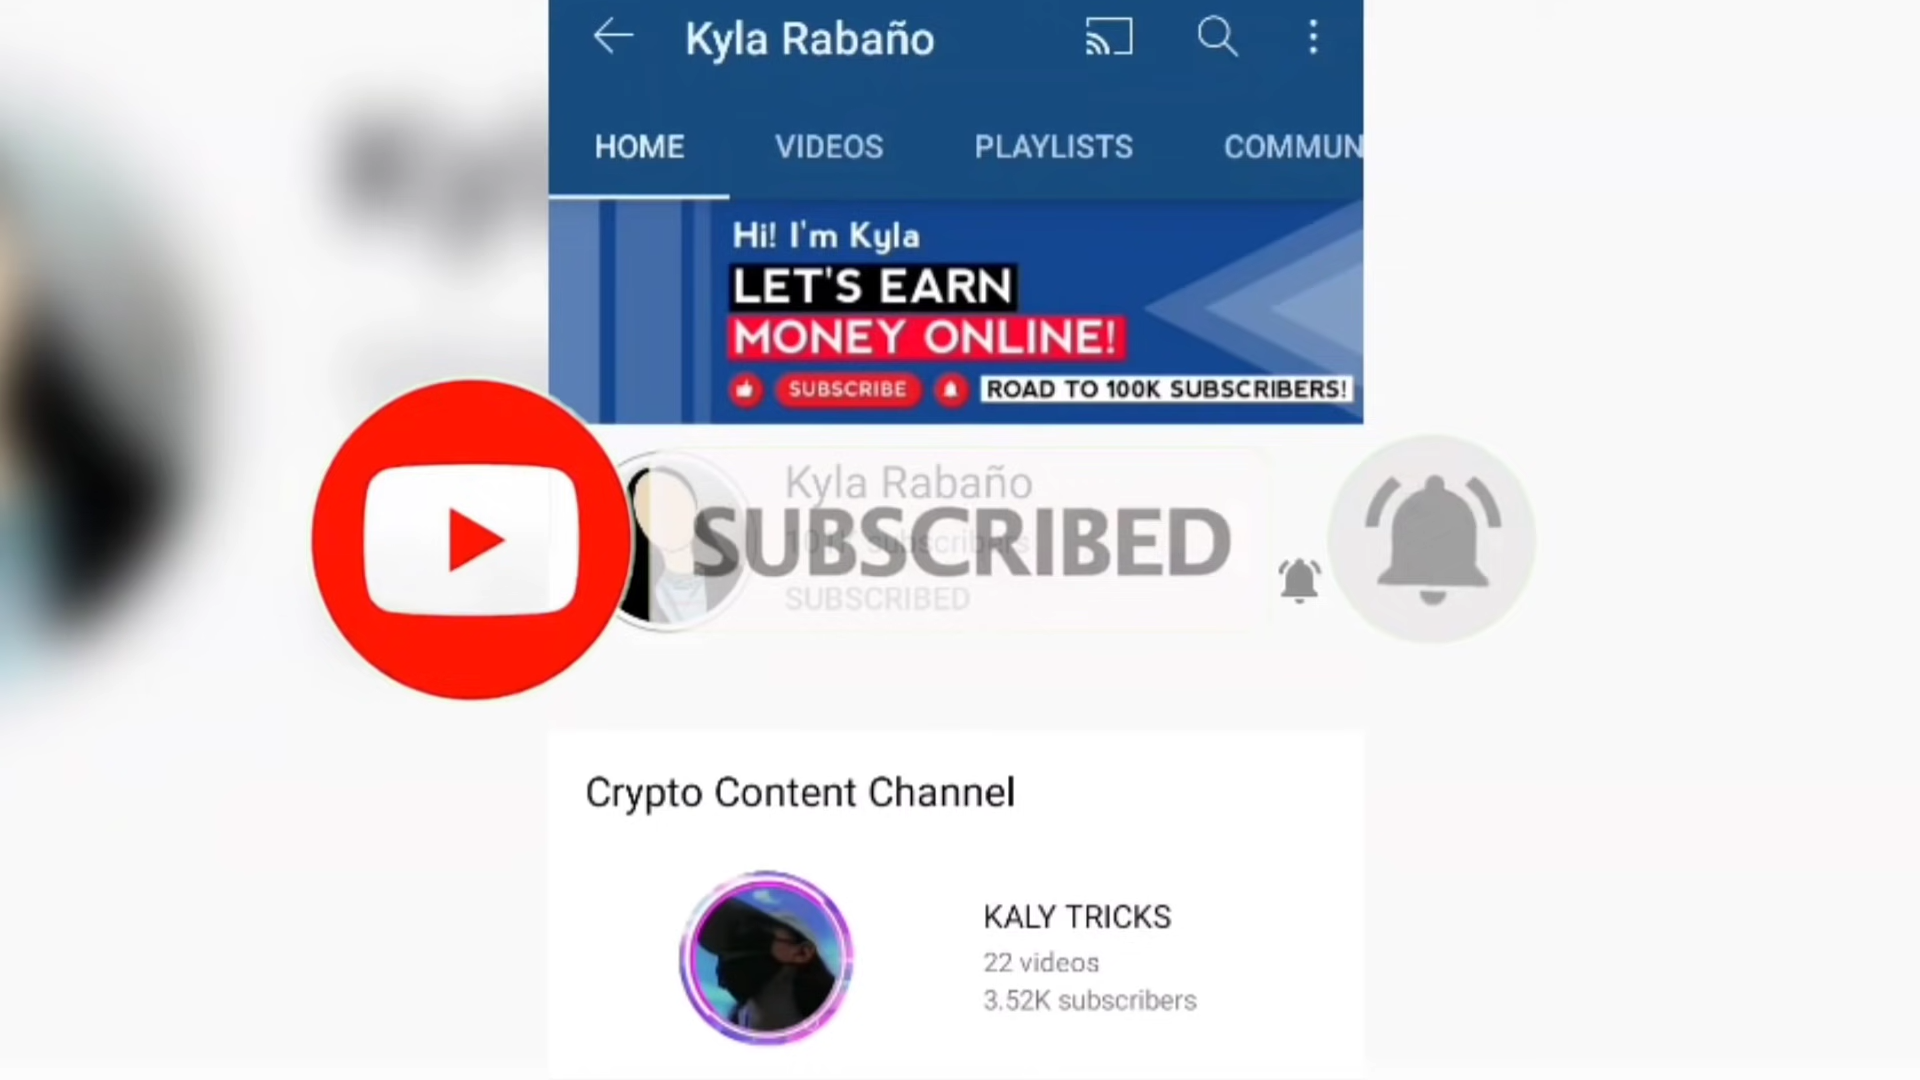 Kyla Rabaño
HOME VIDEOS PLAYLISTS COMMUN
Hi! I'm Kyla
LET'S EARN
MONEY ONLINE!
SUBSCRIBE ROAD TO 100K SUBSCRIBERS!
Kyla Rabaño
subscribers
SUBSCRIBED
SUBSCRIBED
Crypto Content Channel
KALY TRICKS
22 videos
3.52K subscribers